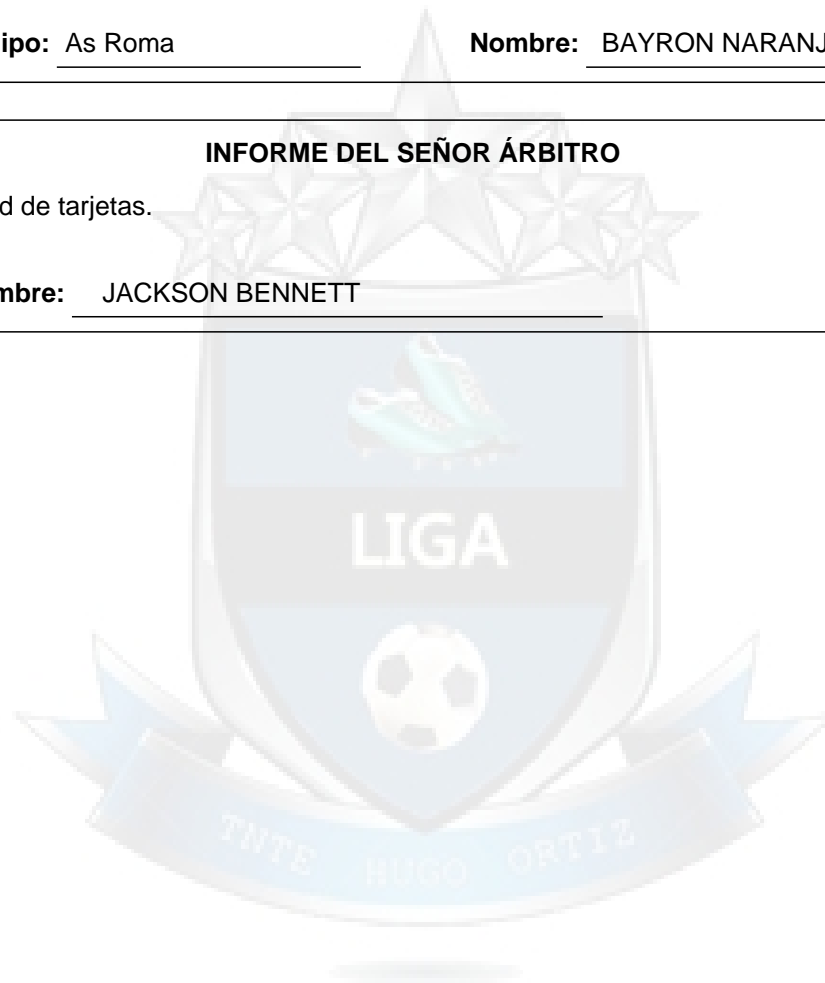 ipo: As Roma Nombre: BAYRON NARANJ
INFORME DEL SEÑOR ÁRBITRO
d de tarjetas.
mbre: JACKSON BENNETT
LIGA
TNTE HUGO ORTIZ